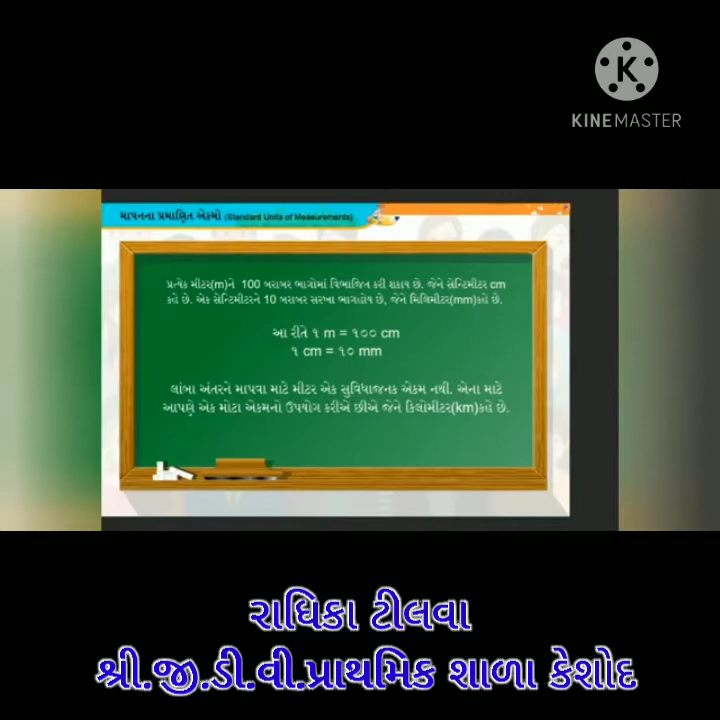 KINEMASTER
માપનના પ્રમાણિત એકમો (Standard Units of Measurements)
પ્રત્યેક મીટર(m)ને 100 બરાબર ભાગોમાં વિભાજિત કરી શકાય છે. જેને સેન્ટિમીટર cm
કહે છે. એક સેન્ટિમીટરને 10 બરાબર સરખા ભાગહોય છે, જેને મિલિમીટર(mm)કહે છે.
આ રીતે ૧ m = ૧૦૦ cm
૧ cm = ૧૦ mm
લાંબા અંતરને માપવા માટે મીટર એક સુવિધાજનક એકમ નથી. એના માટે
આપણે એક મોટા એકમનો ઉપયોગ કરીએ છીએ જેને કિલોમીટર(km)કહે છે.
રાધિકા ટીલવા
શ્રી.જી.ડી.વી.પ્રાથમિક શાળા કેશોદ